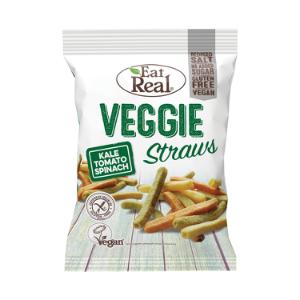 Eat
Real
REDUCED
SALT
NO ADDED
SUGAR
GLUTEN
FREE
VEGAN
VEGGIE
Straws
KALE
TOMATO
SPINACH
Vegan